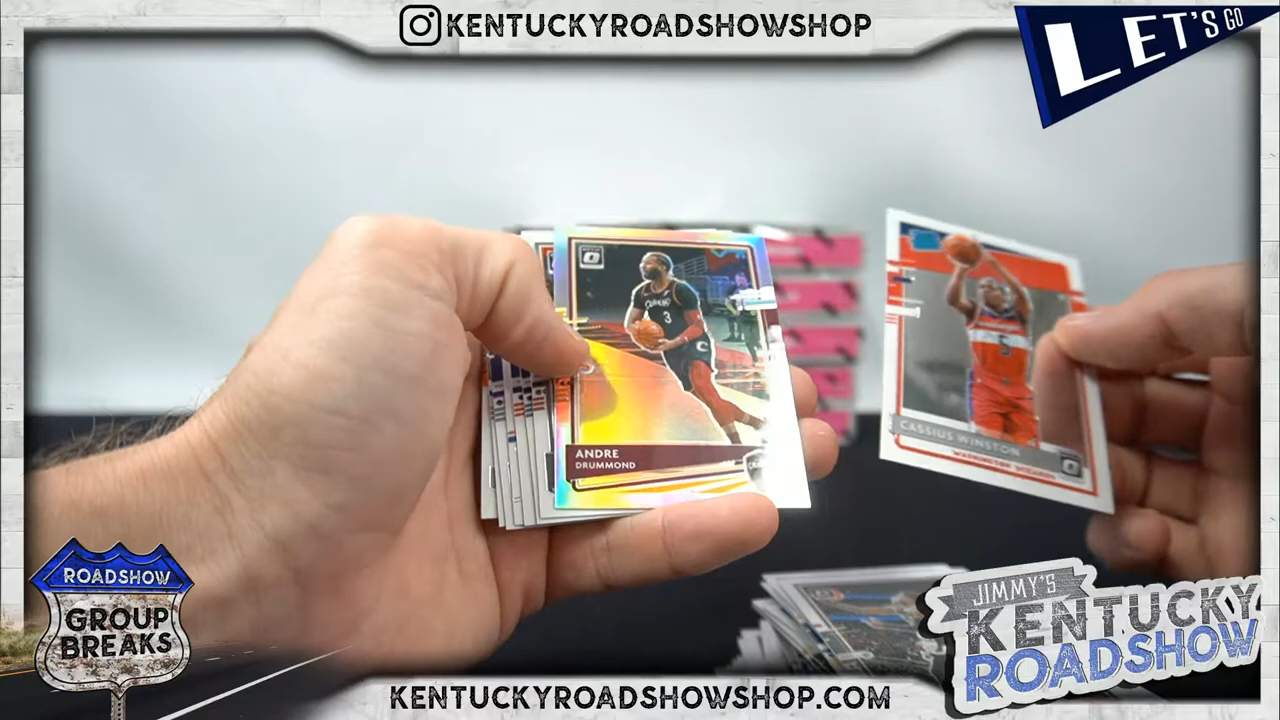 KENTUCKYROADSHOWSHOP
LET'S GO
3
ANDRE
DRUMMOND
5
CASSIUS WINSTON
ROADSHOW
GROUP
BREAKS
JIMMY'S
KENTUCKY
ROADSHOW
KENTUCKYROADSHOWSHOP.COM